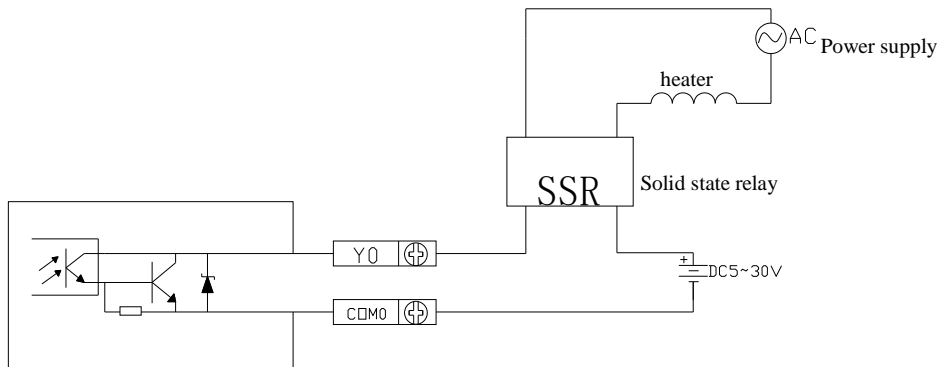 AC Power supply
heater
SSR
Solid state relay
Y0
+
DC5~30V
COM0